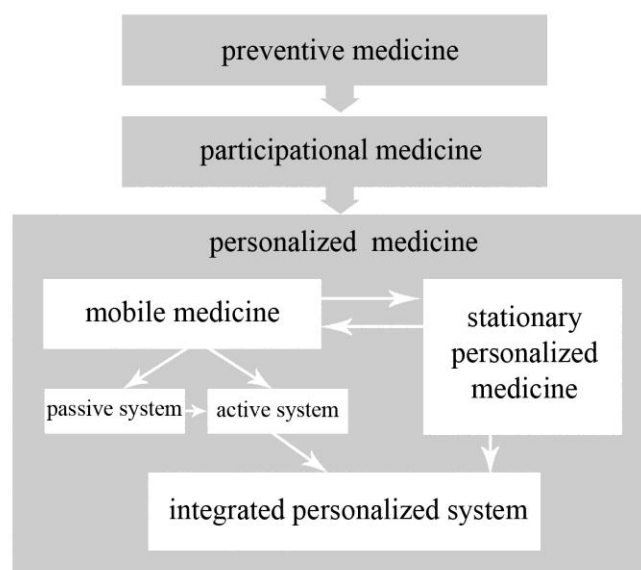 preventive medicine
participational medicine
personalized medicine
mobile medicine
stationary
personalized
medicine
passive system
active system
integrated personalized system